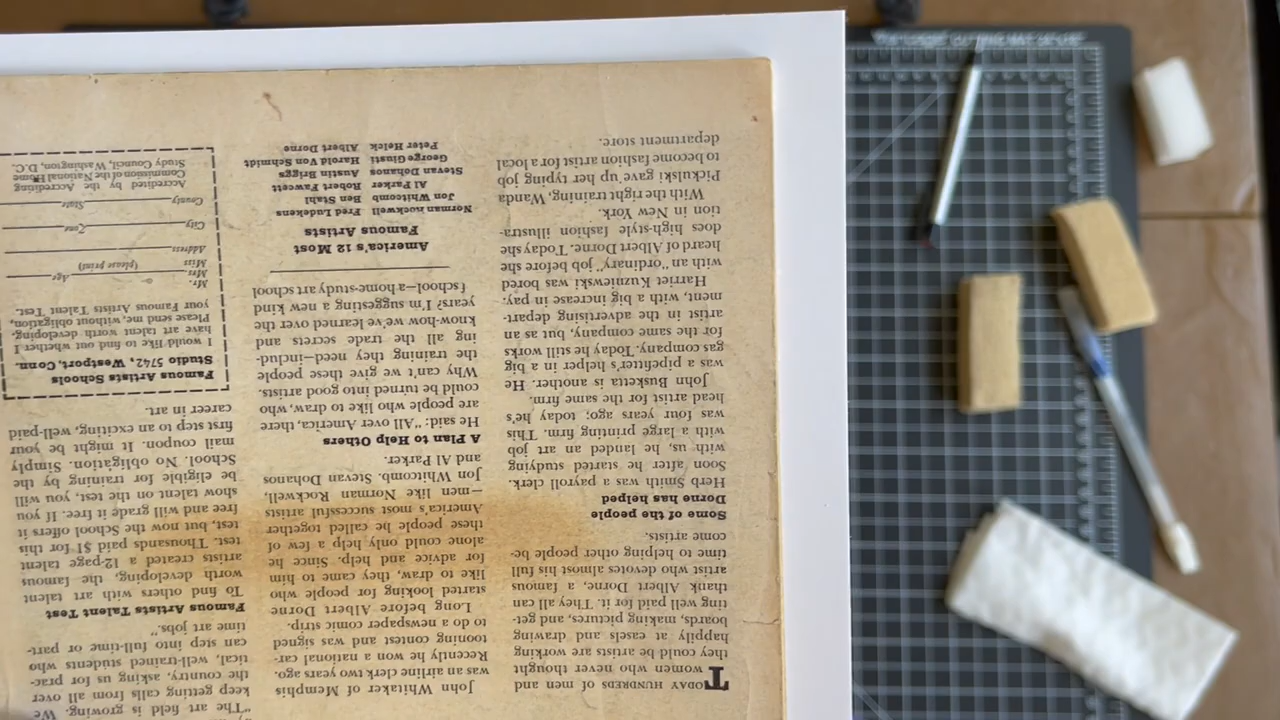 TODAY HUNDREDS of men and
women who never thought
they could be artists are working
happily at easels and drawing
boards, making pictures, and get-
ting well paid for it. They all can
thank Albert Dorne, a famous
artist who devotes almost his full
time to helping other people be-
come artists.
Some of the people
Dorne has helped
Herb Smith was a payroll clerk.
Soon after he started studying
with us, he landed an art job
with a large printing firm. This
was four years ago; today he's
head artist for the same firm.
John Busketta is another. He
was a pipefitter's helper in a big
gas company. Today he still works
for the same company, but as an
artist in the advertising depart-
ment, with a big increase in pay.
Harriet Kuzniewski was bored
with an "ordinary" job before she
heard of Albert Dorne. Today she
does high-style fashion illustra-
tion in New York.
With the right training, Wanda
Pickulski gave up her typing job
to become fashion artist for a local
department store.
John Whitaker of Memphis
was an airline clerk two years ago.
Recently he won a national car-
tooning contest and was signed
to do a newspaper comic strip.
Long before Albert Dorne
started looking for people who
like to draw, they came to him
for advice and help. Since he
alone could only help a few of
these people he called together
America's most successful artists
—men like Norman Rockwell,
Jon Whitcomb, Stevan Dohanos
and Al Parker.
A Plan to Help Others
He said: "All over America, there
are people who like to draw, who
could be turned into good artists.
Why can't we give these people
the training they need—includ-
ing all the trade secrets and
know-how we've learned over the
years? I'm suggesting a new kind
f school—a home-study art school
America's 12 Most
Famous Artists
Norman Rockwell Fred Ludekens
Jon Whitcomb Ben Stahl
Al Parker Robert Fawcett
Stevan Dohanos Austin Briggs
George Giusti Harold Von Schmidt
Peter Helck Albert Dorne
"The art field is growing. We
keep getting calls from all over
the country, asking us for prac-
tical, well-trained students who
can step into full-time or part-
time art jobs."
Famous Artists Talent Test
To find others with art talent
worth developing, the famous
artists created a 12-page talent
test. Thousands paid $1 for this
test, but now the School offers it
free and will grade it free. If you
show talent on the test, you will
be eligible for training by the
School. No obligation. Simply
mail coupon. It might be your
first step to an exciting, well-paid
career in art.
Famous Artists Schools
Studio 5742, Westport, Conn.
I would like to find out whether I
have art talent worth developing.
Please send me, without obligation,
your Famous Artists Talent Test.
Mr.
Mrs. Age
Miss (please print)
Address
City Zone
County State
Accredited by the Accrediting
Commission of the National Home
Study Council, Washington, D.C.